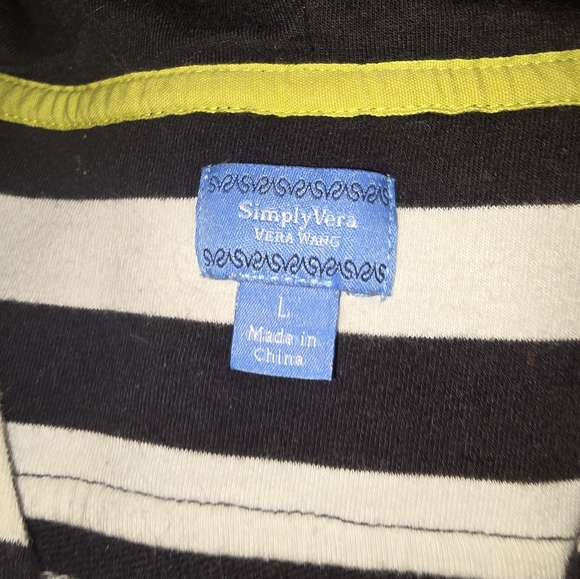 SimplyVera
VERA WANG
L
Made in
China